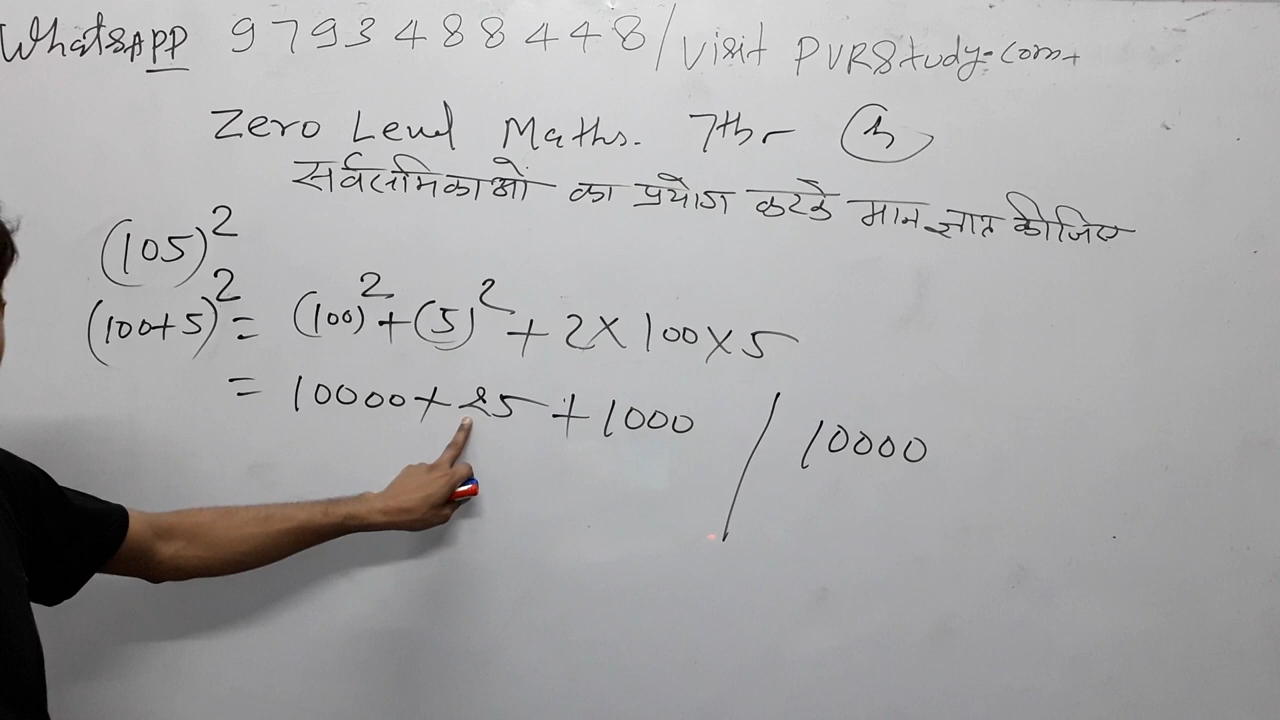 WhatsAPP 9793488448/Visit PVRStudy.com
Zero Level Maths. 7th-
सर्वसमिकाओं का प्रयोग करके मान ज्ञात कीजिए
(105)²
(100+5)² = (100)² + (5)² + 2×100×5
= 10000 + 25 + 1000 / 10000